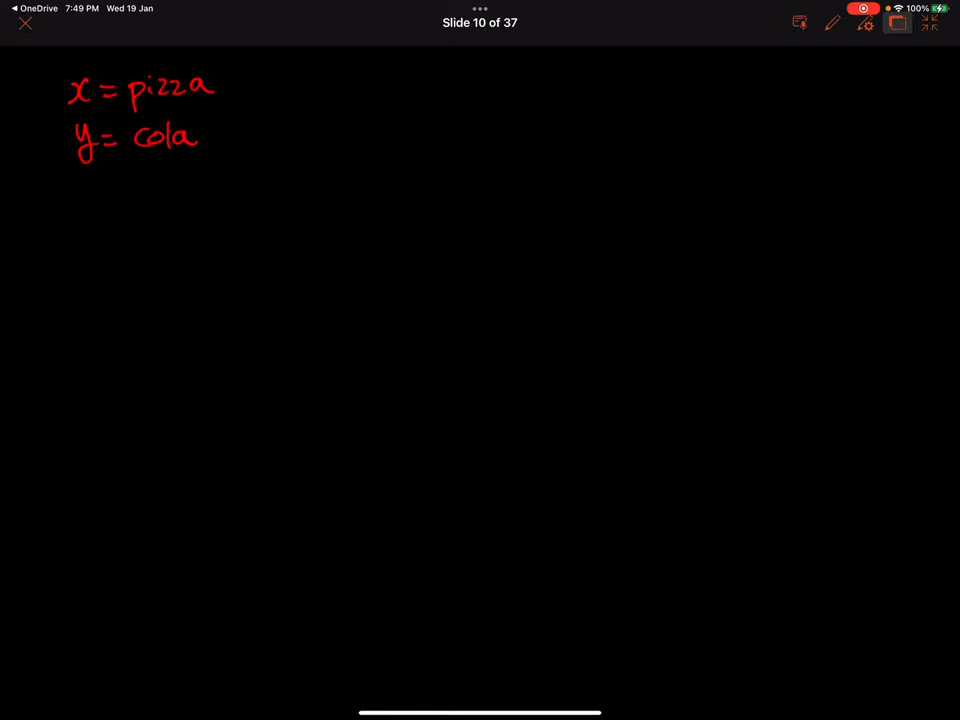 OneDrive 7:49 PM Wed 19 Jan 100%
Slide 10 of 37
x = pizza
y = cola